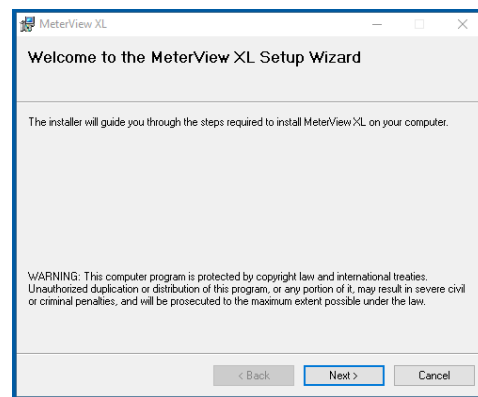 MeterView XL
Welcome to the MeterView XL Setup Wizard
The installer will guide you through the steps required to install MeterView XL on your computer.
WARNING: This computer program is protected by copyright law and international treaties.
Unauthorized duplication or distribution of this program, or any portion of it, may result in severe civil
or criminal penalties, and will be prosecuted to the maximum extent possible under the law.
< Back Next > Cancel